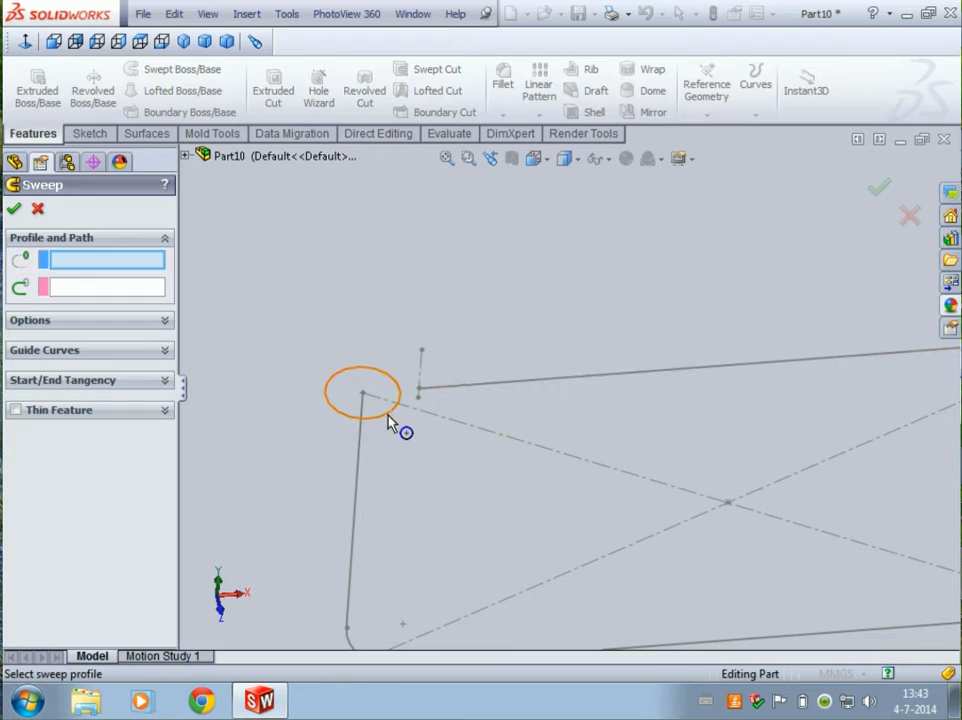 SOLIDWORKS File Edit View Insert Tools PhotoView 360 Window Help Part10 * ?
Extruded Boss/Base
Revolved Boss/Base
Swept Boss/Base
Lofted Boss/Base
Boundary Boss/Base
Extruded Cut
Hole Wizard
Revolved Cut
Swept Cut
Lofted Cut
Boundary Cut
Fillet
Linear Pattern
Rib
Draft
Shell
Wrap
Dome
Mirror
Reference Geometry
Curves
Instant3D
Features Sketch Surfaces Mold Tools Data Migration Direct Editing Evaluate DimXpert Render Tools
Part10 (Default<<Default>...
Sweep ?
Profile and Path
Options
Guide Curves
Start/End Tangency
Thin Feature
Y
X
Z
Model Motion Study 1
Select sweep profile Editing Part MMGS ?
SW
13:43
4-7-2014